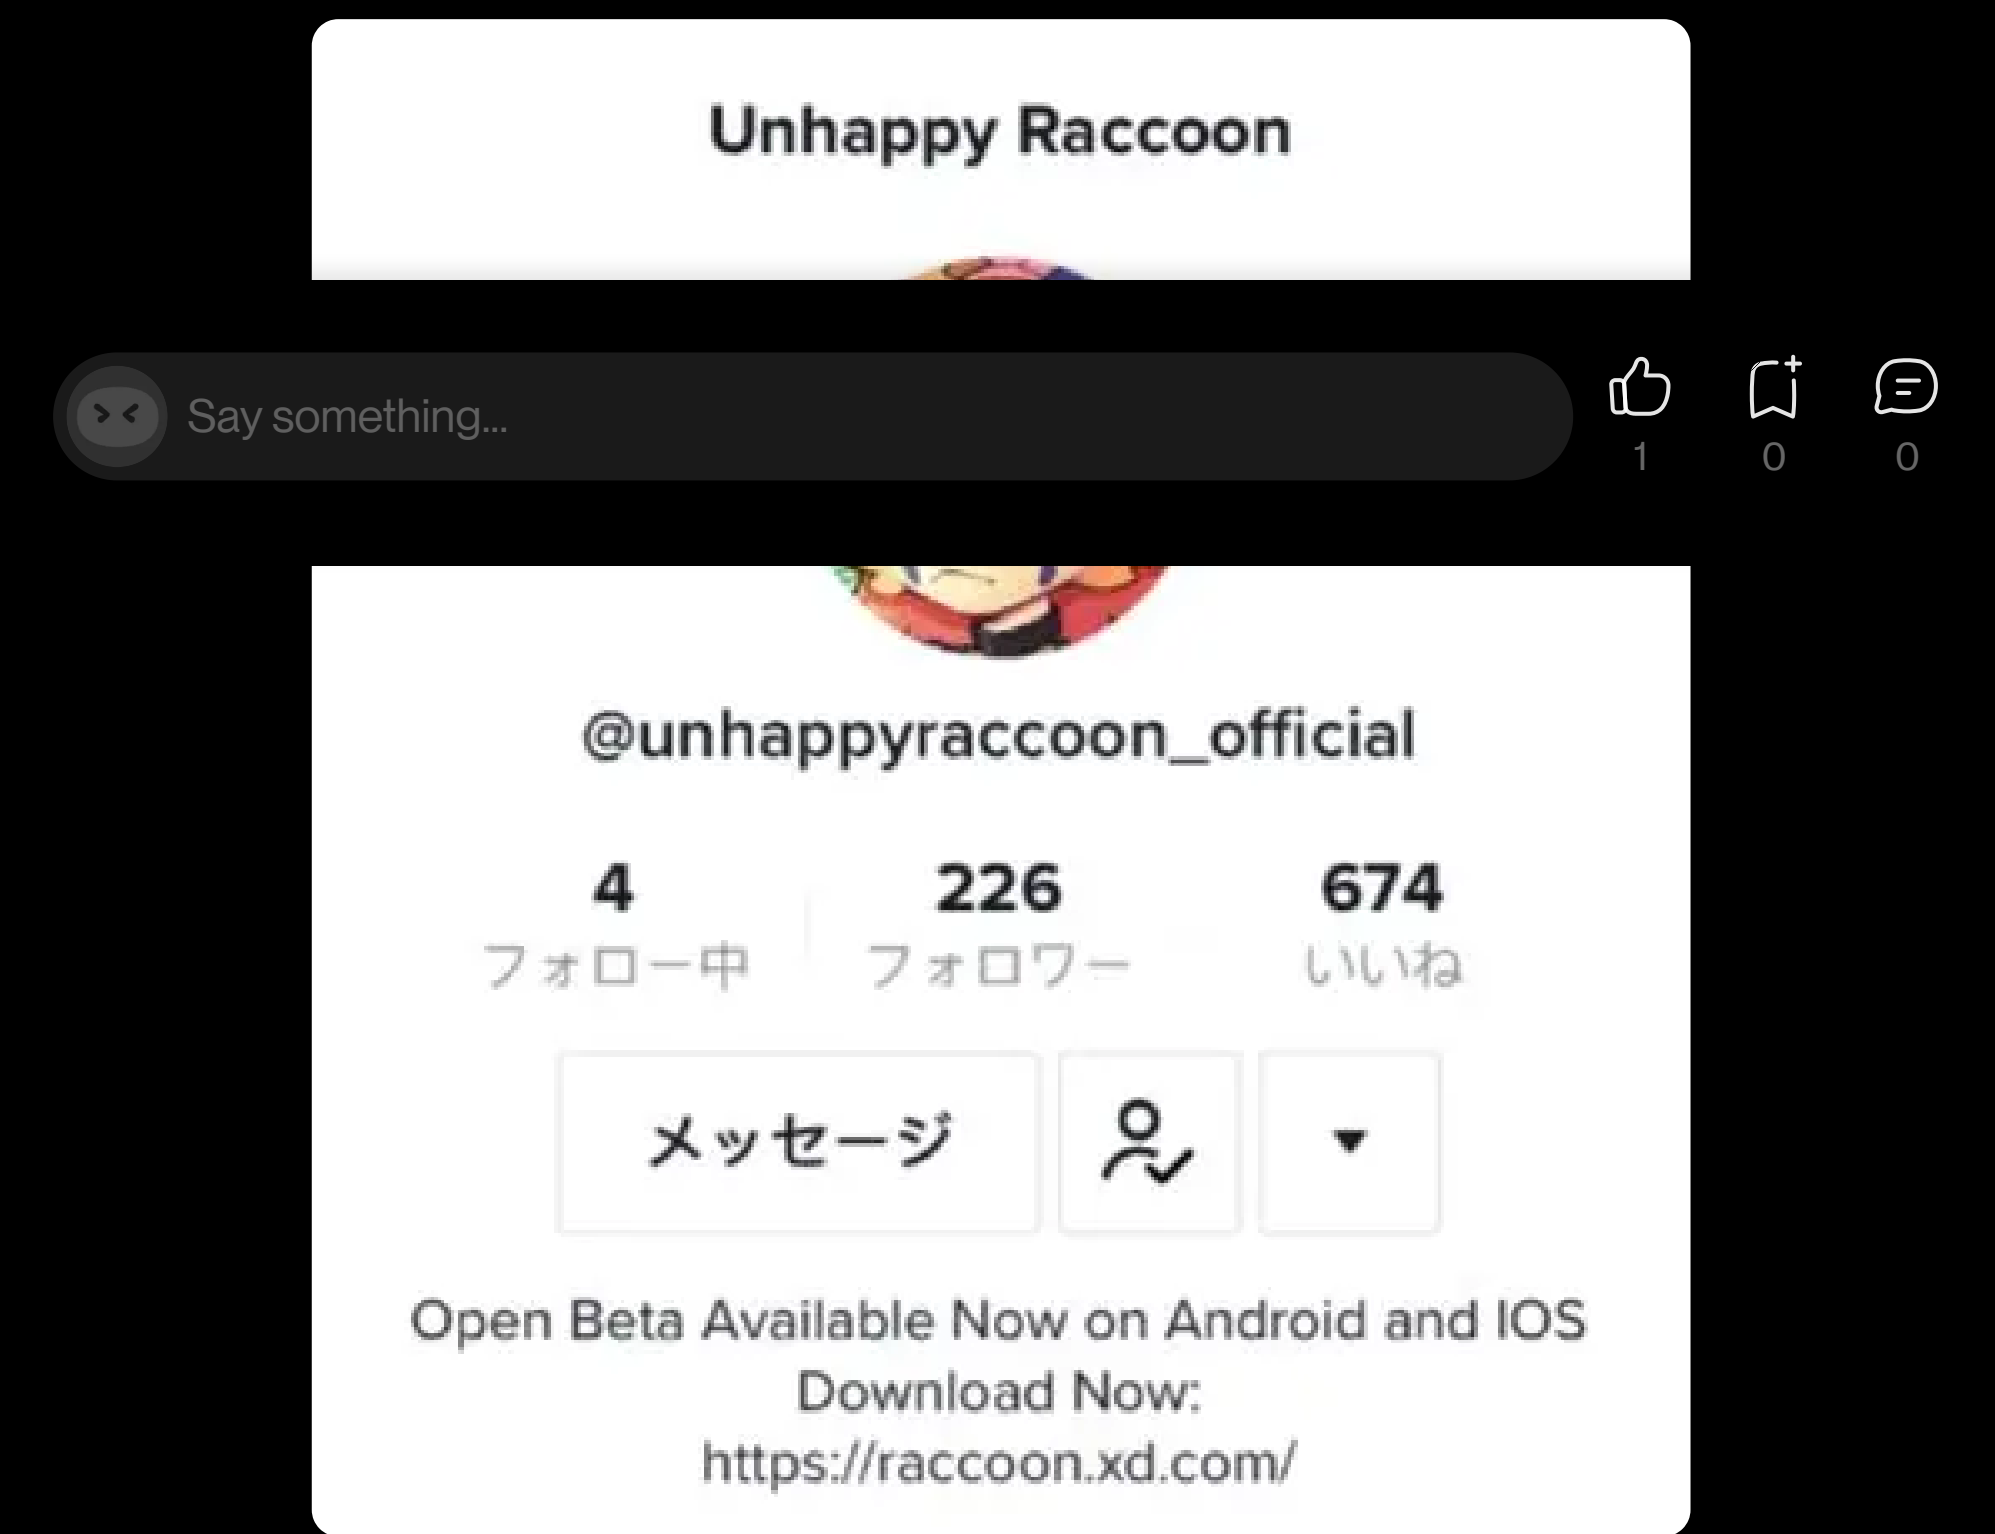 Unhappy Raccoon
Say something...
1
0
0
@unhappyraccoon_official
4
226
674
フォロー中
フォロワー
いいね
メッセージ
Open Beta Available Now on Android and IOS
Download Now:
https://raccoon.xd.com/